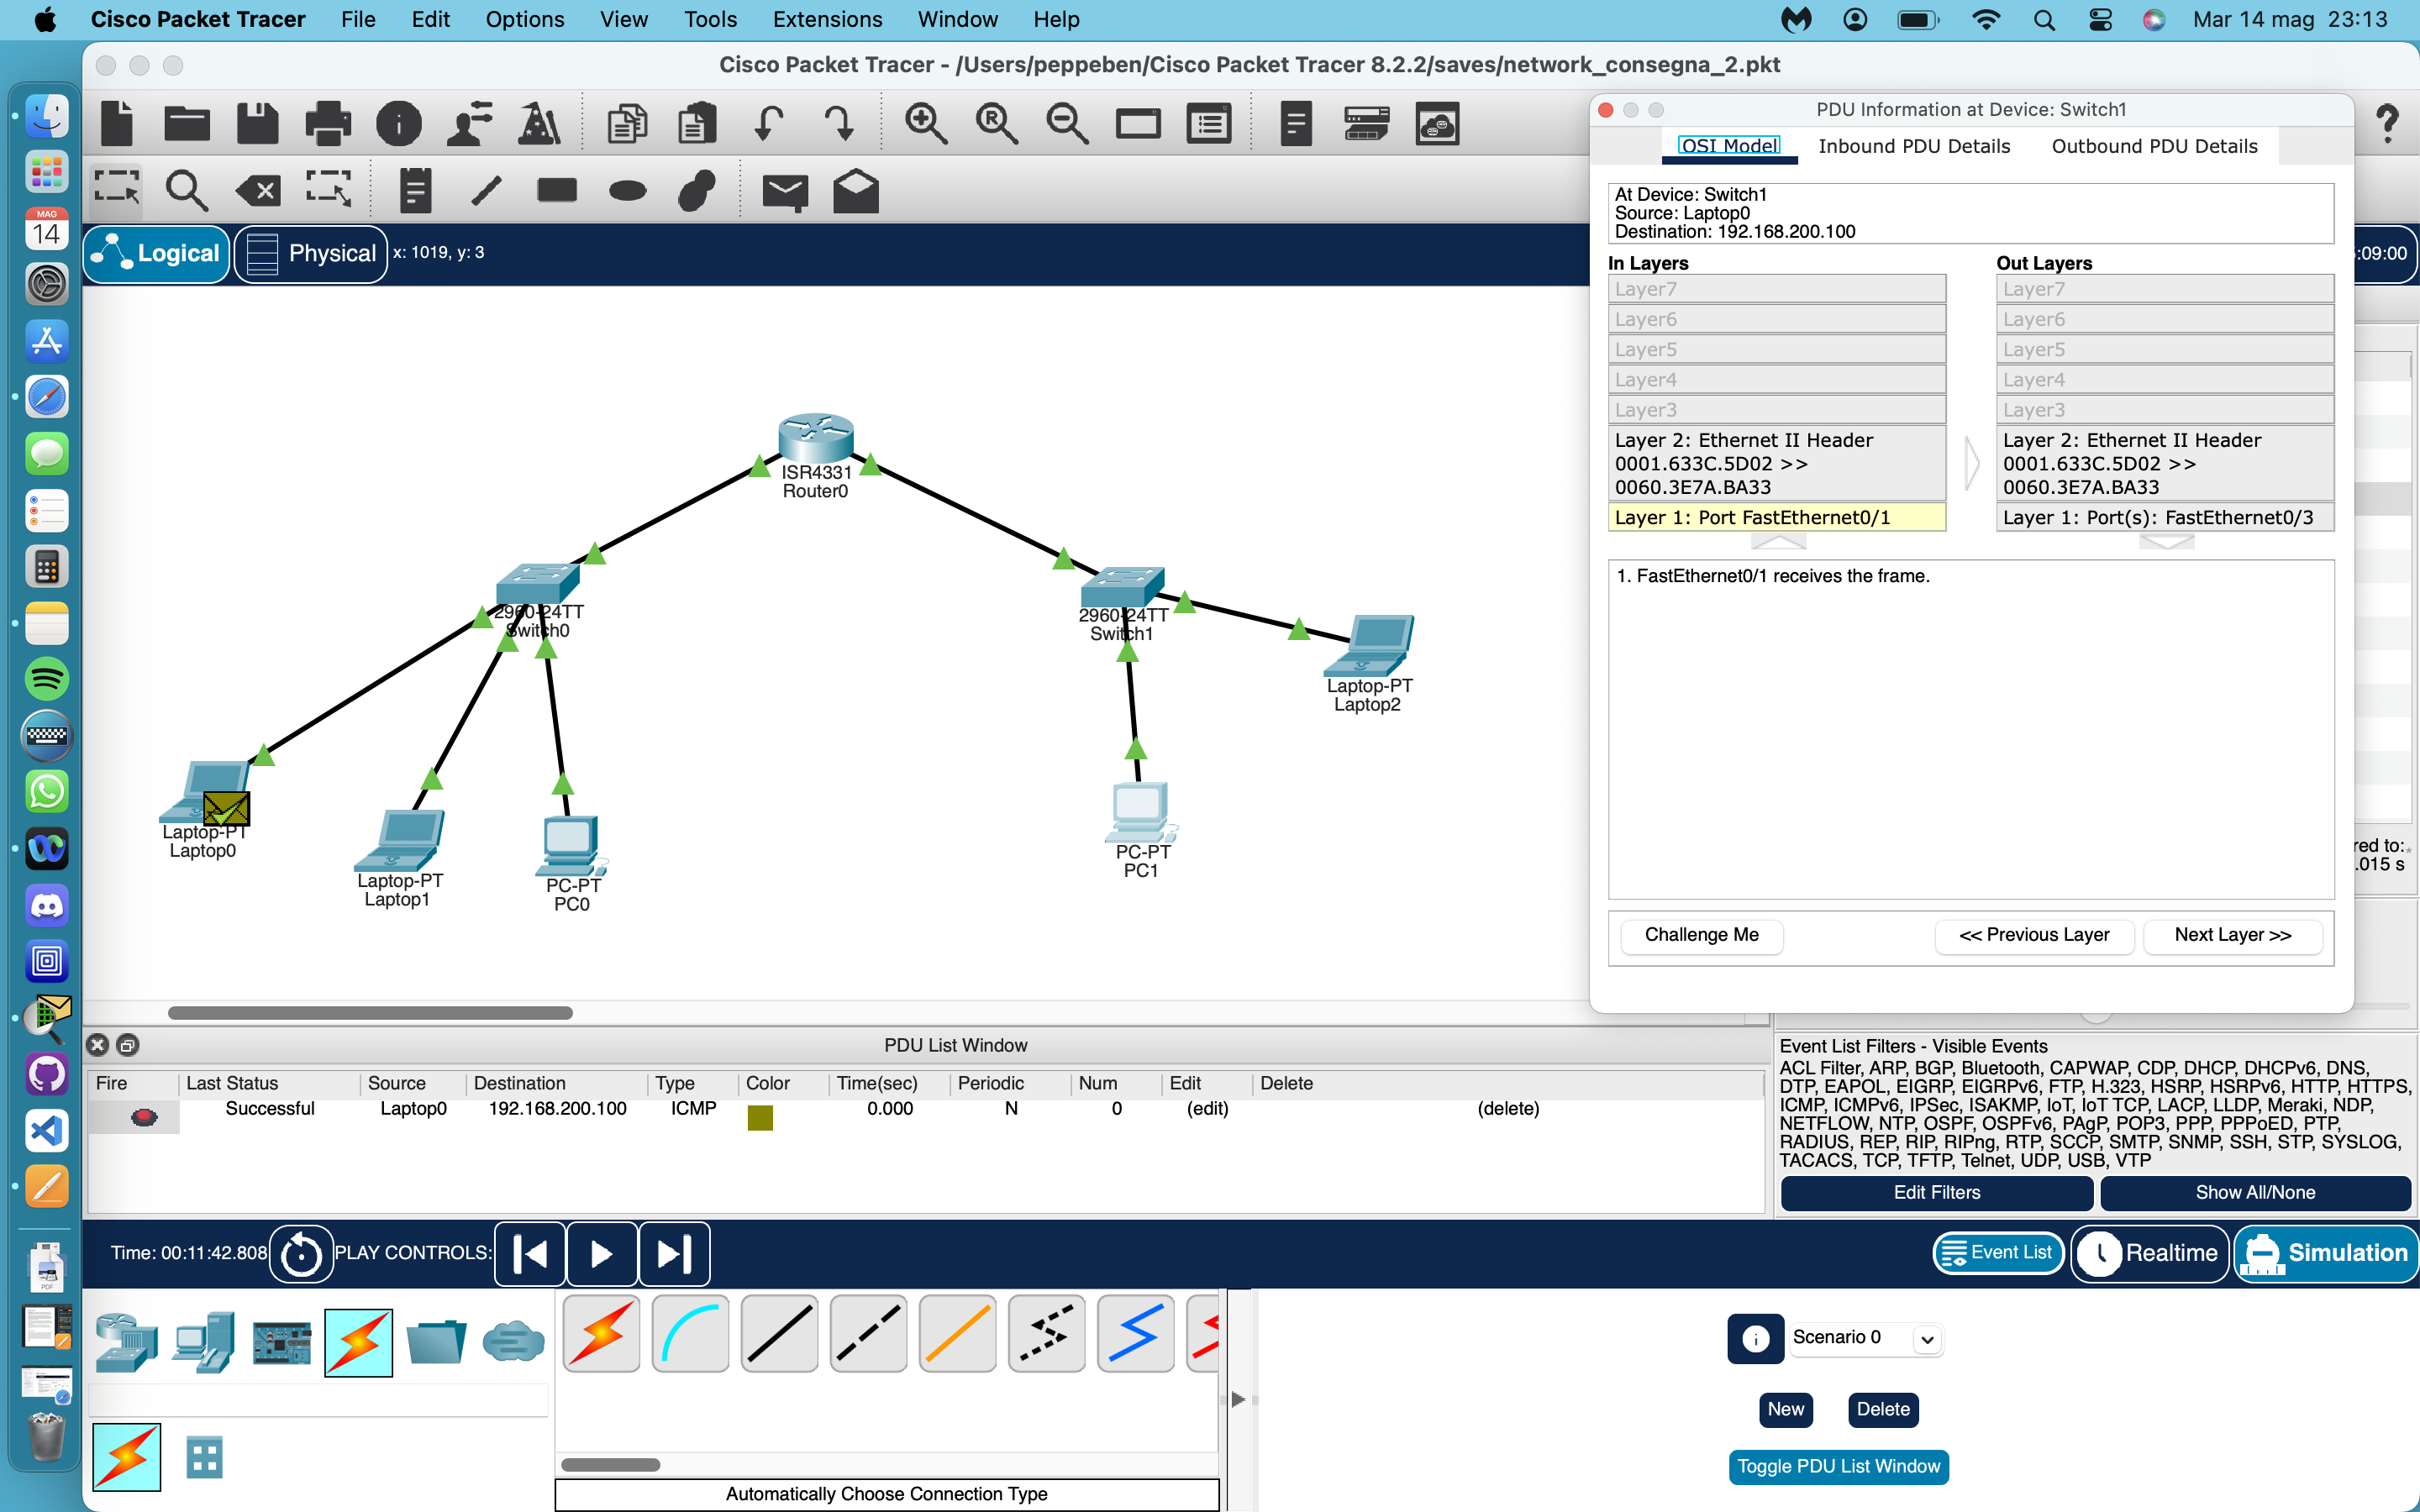 Cisco Packet Tracer File Edit Options View Tools Extensions Window Help Mar 14 mag 23:13
Cisco Packet Tracer - /Users/peppeben/Cisco Packet Tracer 8.2.2/saves/network_consegna_2.pkt
MAG
14
Logical Physical x: 1019, y: 3
:09:00
ISR4331
Router0
2960-24TT
Switch0
2960-24TT
Switch1
Laptop-PT
Laptop2
Laptop-PT
Laptop0
Laptop-PT
Laptop1
PC-PT
PC0
PC-PT
PC1
PDU Information at Device: Switch1
OSI Model Inbound PDU Details Outbound PDU Details
At Device: Switch1
Source: Laptop0
Destination: 192.168.200.100
In Layers
Layer7
Layer6
Layer5
Layer4
Layer3
Layer 2: Ethernet II Header
0001.633C.5D02 >>
0060.3E7A.BA33
Layer 1: Port FastEthernet0/1
Out Layers
Layer7
Layer6
Layer5
Layer4
Layer3
Layer 2: Ethernet II Header
0001.633C.5D02 >>
0060.3E7A.BA33
Layer 1: Port(s): FastEthernet0/3
1. FastEthernet0/1 receives the frame.
Challenge Me << Previous Layer Next Layer >>
red to:
.015 s
PDU List Window
Fire Last Status Source Destination Type Color Time(sec) Periodic Num Edit Delete
Successful Laptop0 192.168.200.100 ICMP 0.000 N 0 (edit) (delete)
Event List Filters - Visible Events
ACL Filter, ARP, BGP, Bluetooth, CAPWAP, CDP, DHCP, DHCPv6, DNS,
DTP, EAPOL, EIGRP, EIGRPv6, FTP, H.323, HSRP, HSRPv6, HTTP, HTTPS,
ICMP, ICMPv6, IPSec, ISAKMP, IoT, IoT TCP, LACP, LLDP, Meraki, NDP,
NETFLOW, NTP, OSPF, OSPFv6, PAgP, POP3, PPP, PPPoED, PTP,
RADIUS, REP, RIP, RIPng, RTP, SCCP, SMTP, SNMP, SSH, STP, SYSLOG,
TACACS, TCP, TFTP, Telnet, UDP, USB, VTP
Edit Filters Show All/None
Time: 00:11:42.808 PLAY CONTROLS: Event List Realtime Simulation
PDF
Scenario 0
New Delete
Toggle PDU List Window
Automatically Choose Connection Type